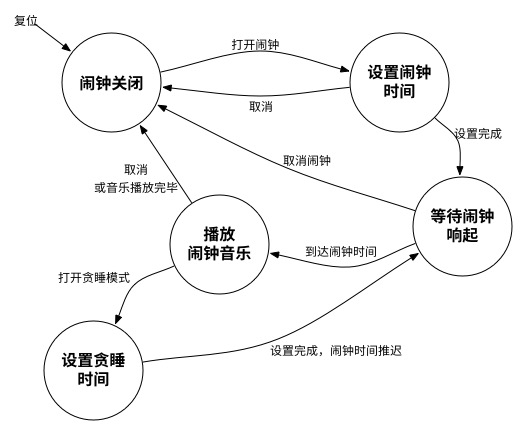 复位
打开闹钟
闹钟关闭
设置闹钟
时间
取消
设置完成
取消闹钟
取消
或音乐播放完毕
等待闹钟
响起
播放
闹钟音乐
到达闹钟时间
打开贪睡模式
设置贪睡
时间
设置完成，闹钟时间推迟